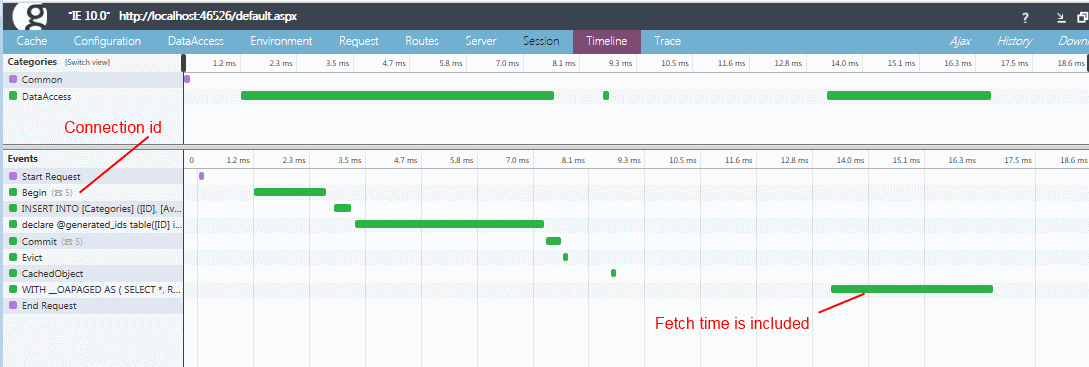 "IE 10.0" http://localhost:46526/default.aspx ?
Cache Configuration DataAccess Environment Request Routes Server Session Timeline Trace Ajax History Downl
Categories (Switch view) 1.2 ms 2.3 ms 3.5 ms 4.7 ms 5.8 ms 7.0 ms 8.1 ms 9.3 ms 10.5 ms 11.6 ms 12.8 ms 14.0 ms 15.1 ms 16.3 ms 17.5 ms 18.6 ms
Common
DataAccess
Connection id
Events 0 1.2 ms 2.3 ms 3.5 ms 4.7 ms 5.8 ms 7.0 ms 8.1 ms 9.3 ms 10.5 ms 11.6 ms 12.8 ms 14.0 ms 15.1 ms 16.3 ms 17.5 ms 18.6 ms
Start Request
Begin (5)
INSERT INTO [Categories] ([ID], [Av...
declare @generated_ids table([ID] i...
Commit (5)
Evict
CachedObject
WITH __OAPAGED AS ( SELECT *, R...
End Request
Fetch time is included